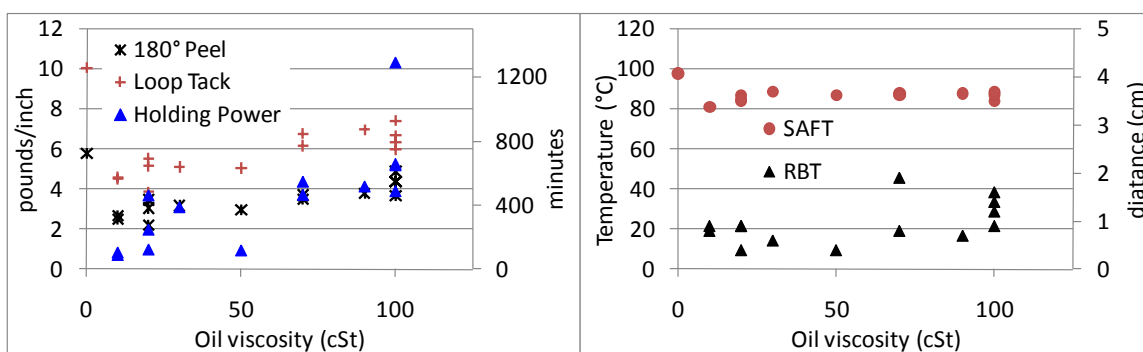 12
10
8
6
4
2
0
pounds/inch
180° Peel
Loop Tack
Holding Power
1200
800
400
0
minutes
0
50
100
Oil viscosity (cSt)
120
100
80
60
40
20
0
Temperature (°C)
SAFT
RBT
5
4
3
2
1
0
diatance (cm)
0
50
100
Oil viscosity (cSt)